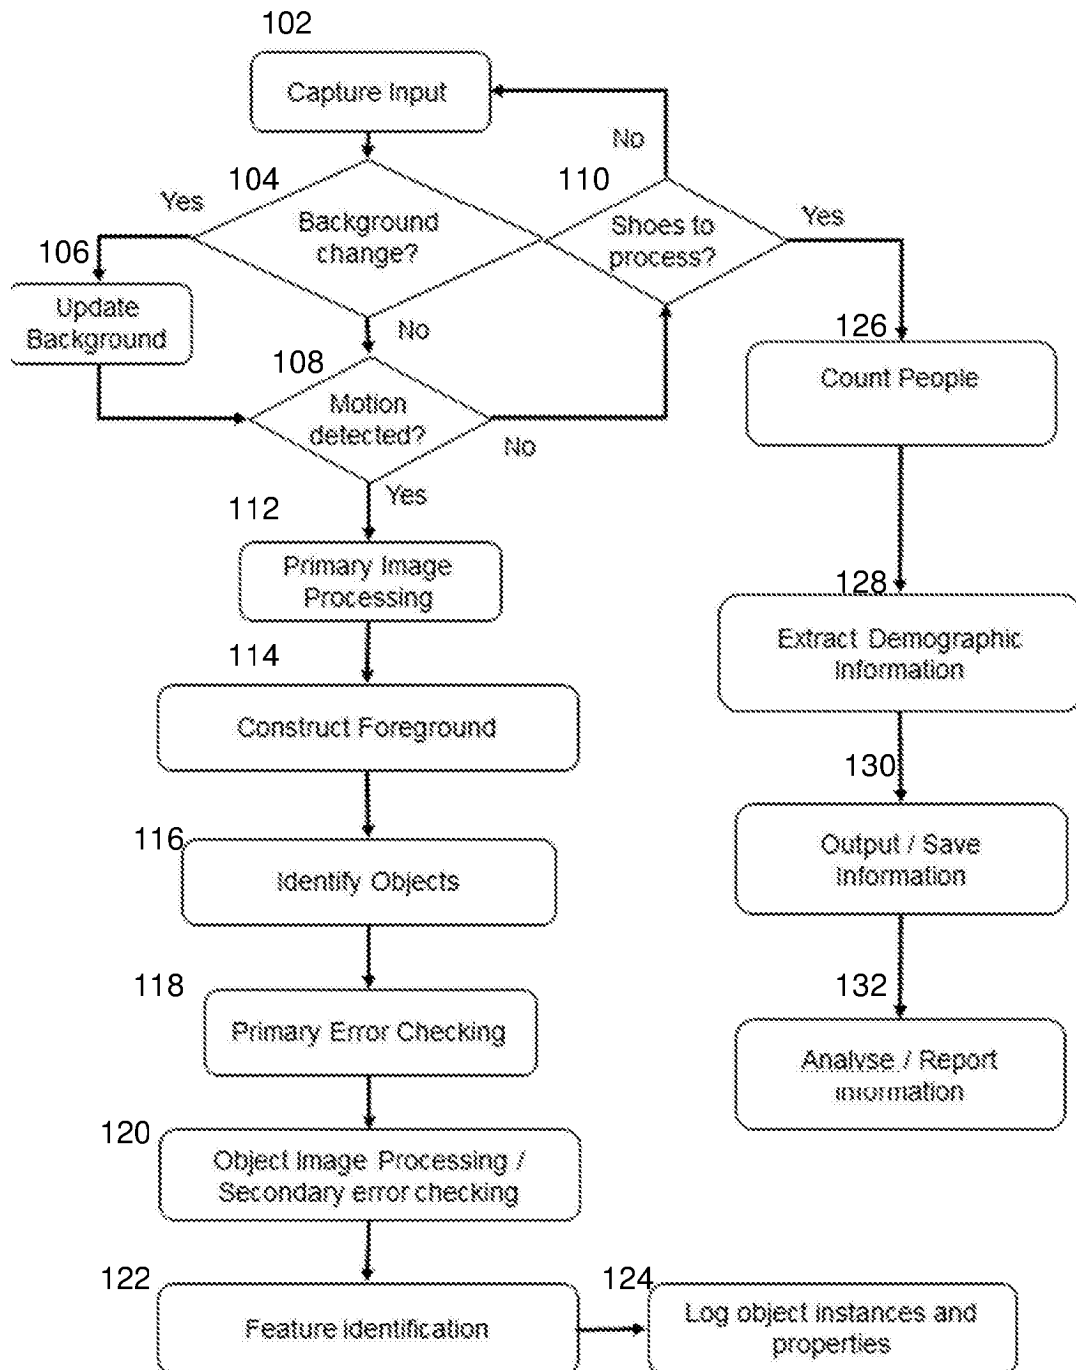 102
Capture Input
No
104
110
Yes
Background
change?
Shoes to
process?
Yes
106
Update
Background
No
108
126
Count People
Motion
detected?
No
Yes
112
Primary Image
Processing
128
Extract Demographic
Information
114
Construct Foreground
130
Output / Save
Information
116
Identify Objects
118
Primary Error Checking
132
Analyse / Report
Information
120
Object Image Processing /
Secondary error checking
122
Feature identification
124
Log object instances and
properties